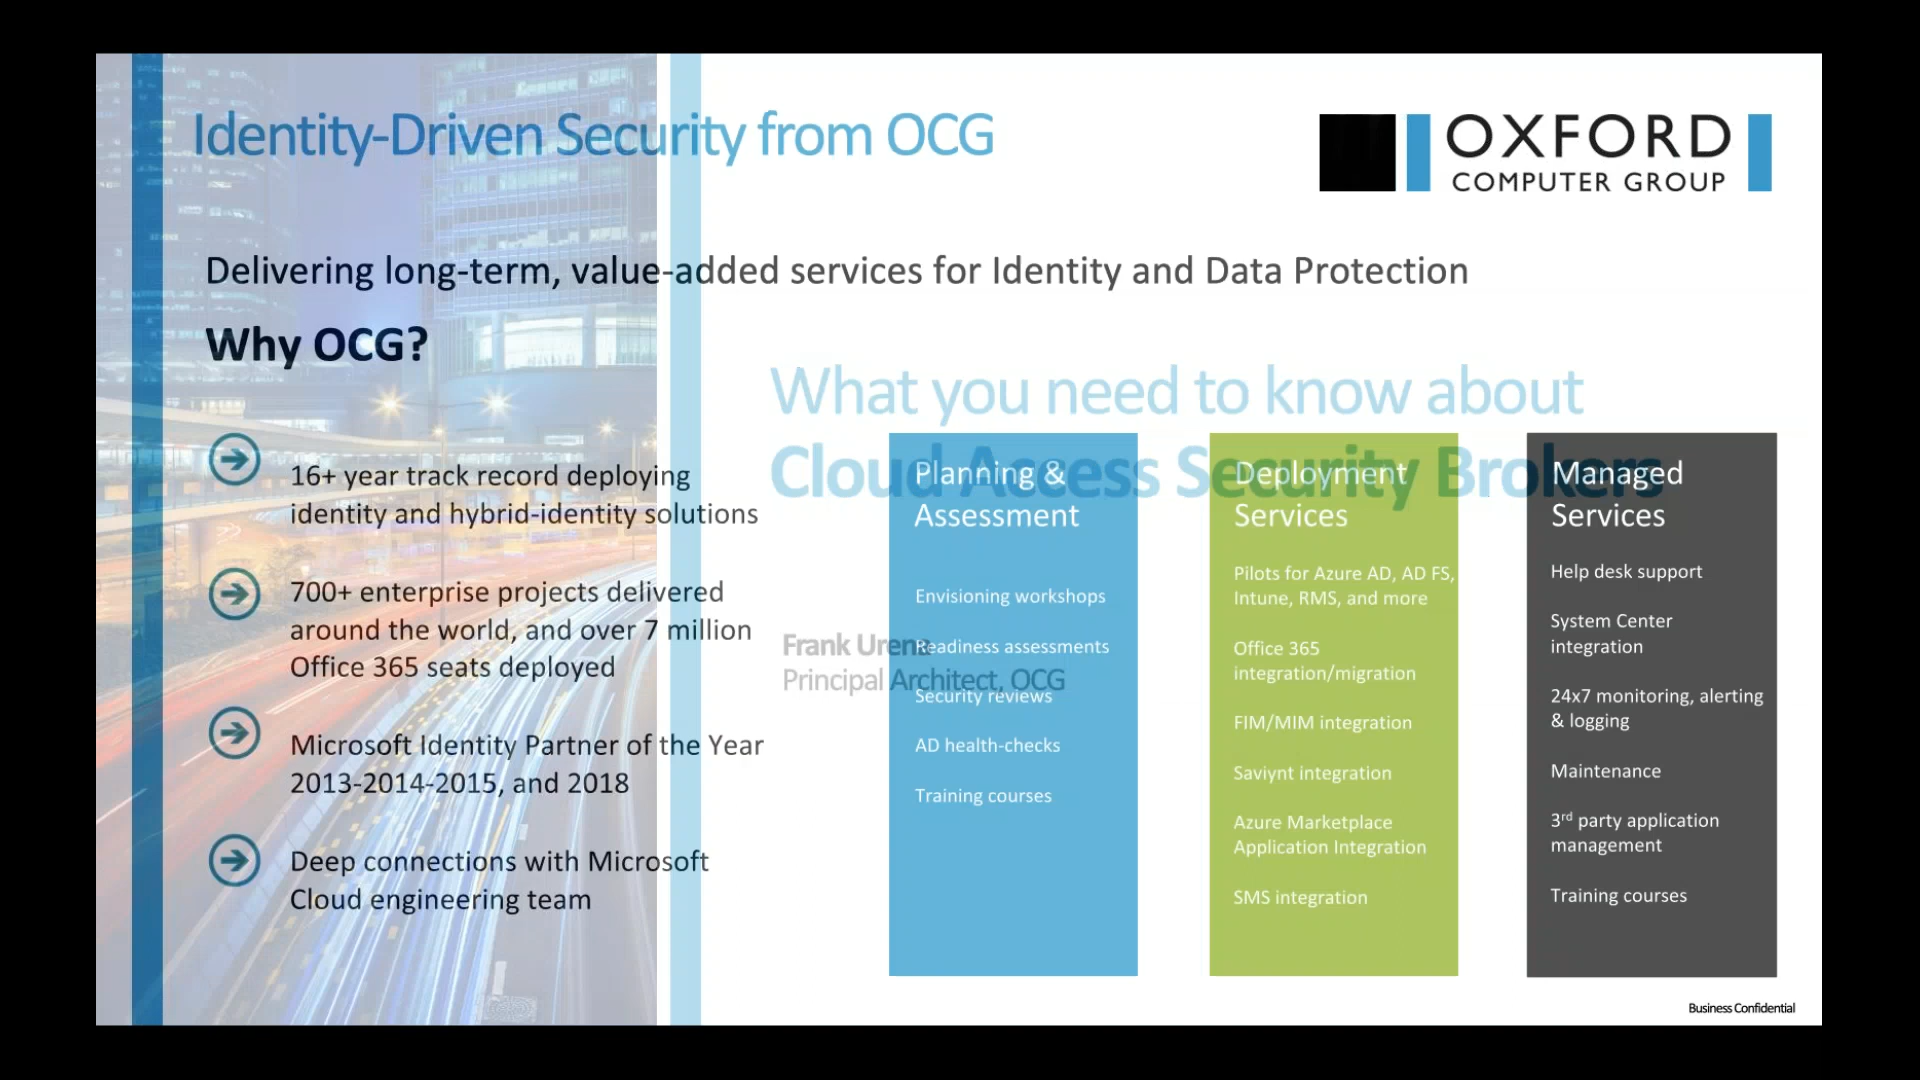 Identity-Driven Security from OCG
OXFORD
COMPUTER GROUP
Delivering long-term, value-added services for Identity and Data Protection
Why OCG?
16+ year track record deploying
identity and hybrid-identity solutions
700+ enterprise projects delivered
around the world, and over 7 million
Office 365 seats deployed
Microsoft Identity Partner of the Year
2013-2014-2015, and 2018
Deep connections with Microsoft
Cloud engineering team
What you need to know about
Cloud Access Security Brokers
Frank Urena
Principal Architect, OCG
Planning &
Assessment
Envisioning workshops
Readiness assessments
Security reviews
AD health-checks
Training courses
Deployment
Services
Pilots for Azure AD, AD FS,
Intune, RMS, and more
Office 365
integration/migration
FIM/MIM integration
Saviynt integration
Azure Marketplace
Application Integration
SMS integration
Managed
Services
Help desk support
System Center
integration
24x7 monitoring, alerting
& logging
Maintenance
3rd party application
management
Training courses
Business Confidential